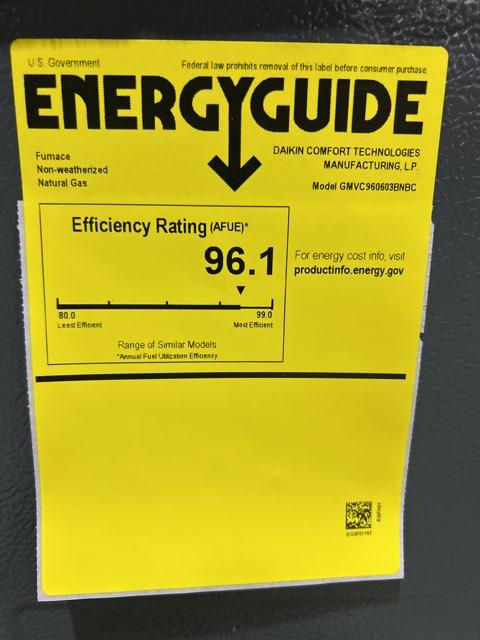 U.S. Government
Federal law prohibits removal of this label before consumer purchase.
ENERGYGUIDE
Furnace
Non-weatherized
Natural Gas
DAIKIN COMFORT TECHNOLOGIES
MANUFACTURING, L.P.
Model GMVC960603BNBC
Efficiency Rating (AFUE)*
96.1
80.0
Least Efficient
99.0
Most Efficient
Range of Similar Models
*Annual Fuel Utilization Efficiency
For energy cost info, visit
productinfo.energy.gov